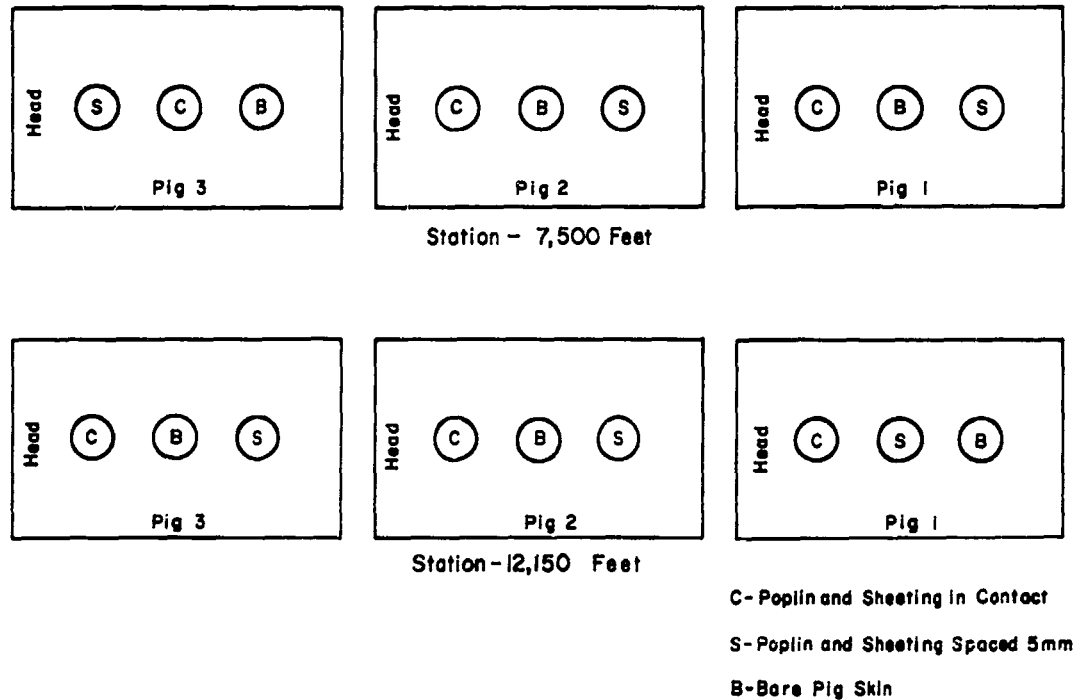 Head S C B
Pig 3
Head C B S
Pig 2
Head C B S
Pig 1
Station - 7,500 Feet
Head C B S
Pig 3
Head C B S
Pig 2
Head C S B
Pig 1
Station - 12,150 Feet
C - Poplin and Sheeting in Contact
S - Poplin and Sheeting Spaced 5mm
B - Bare Pig Skin